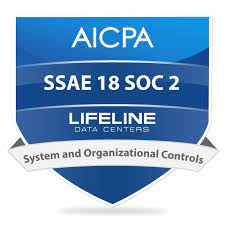 AICPA
SSAE 18 SOC 2
LIFELINE
DATA CENTERS
System and Organizational Controls